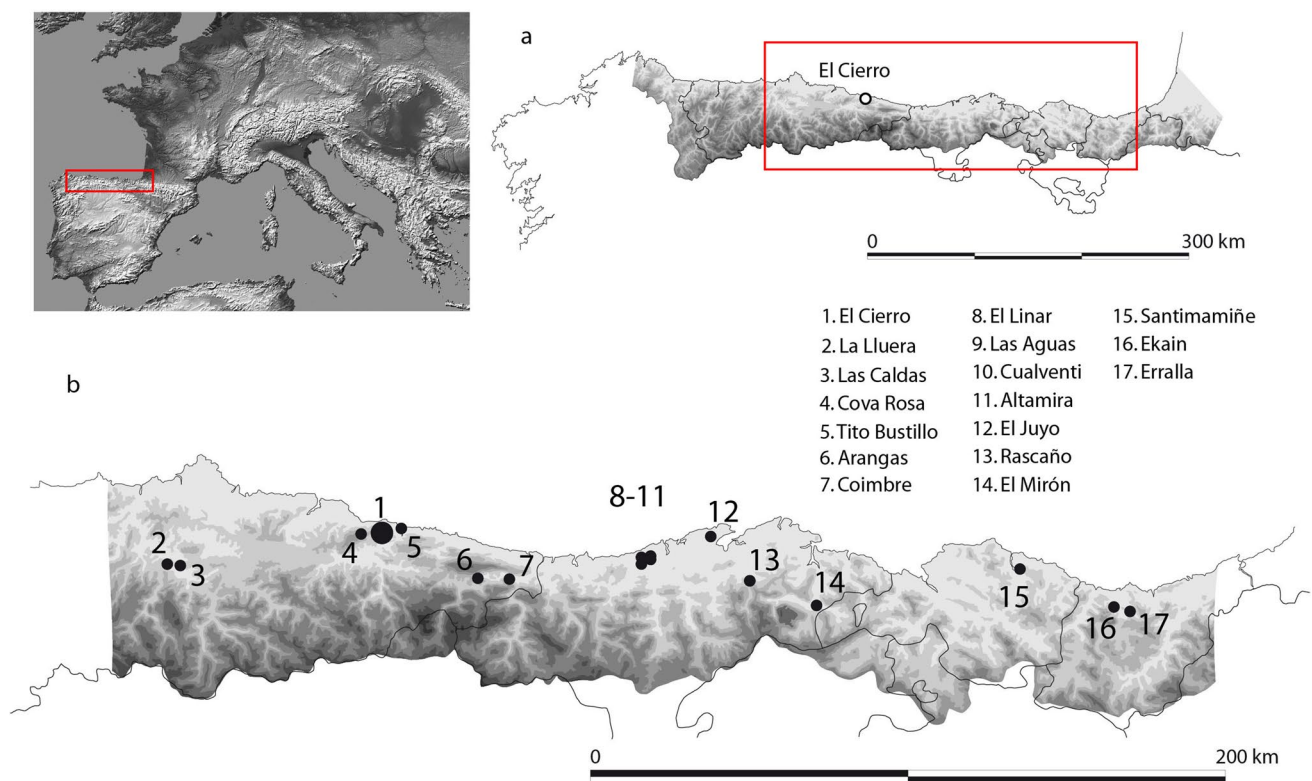 a
El Cierro
0 300 km
1. El Cierro
2. La Lluera
3. Las Caldas
4. Cova Rosa
5. Tito Bustillo
6. Arangas
7. Coimbre
8. El Linar
9. Las Aguas
10. Cualventi
11. Altamira
12. El Juyo
13. Rascaño
14. El Mirón
15. Santimamiñe
16. Ekain
17. Erralla
b
1
2
3
4
5
6
7
8-11
12
13
14
15
16
17
0 200 km